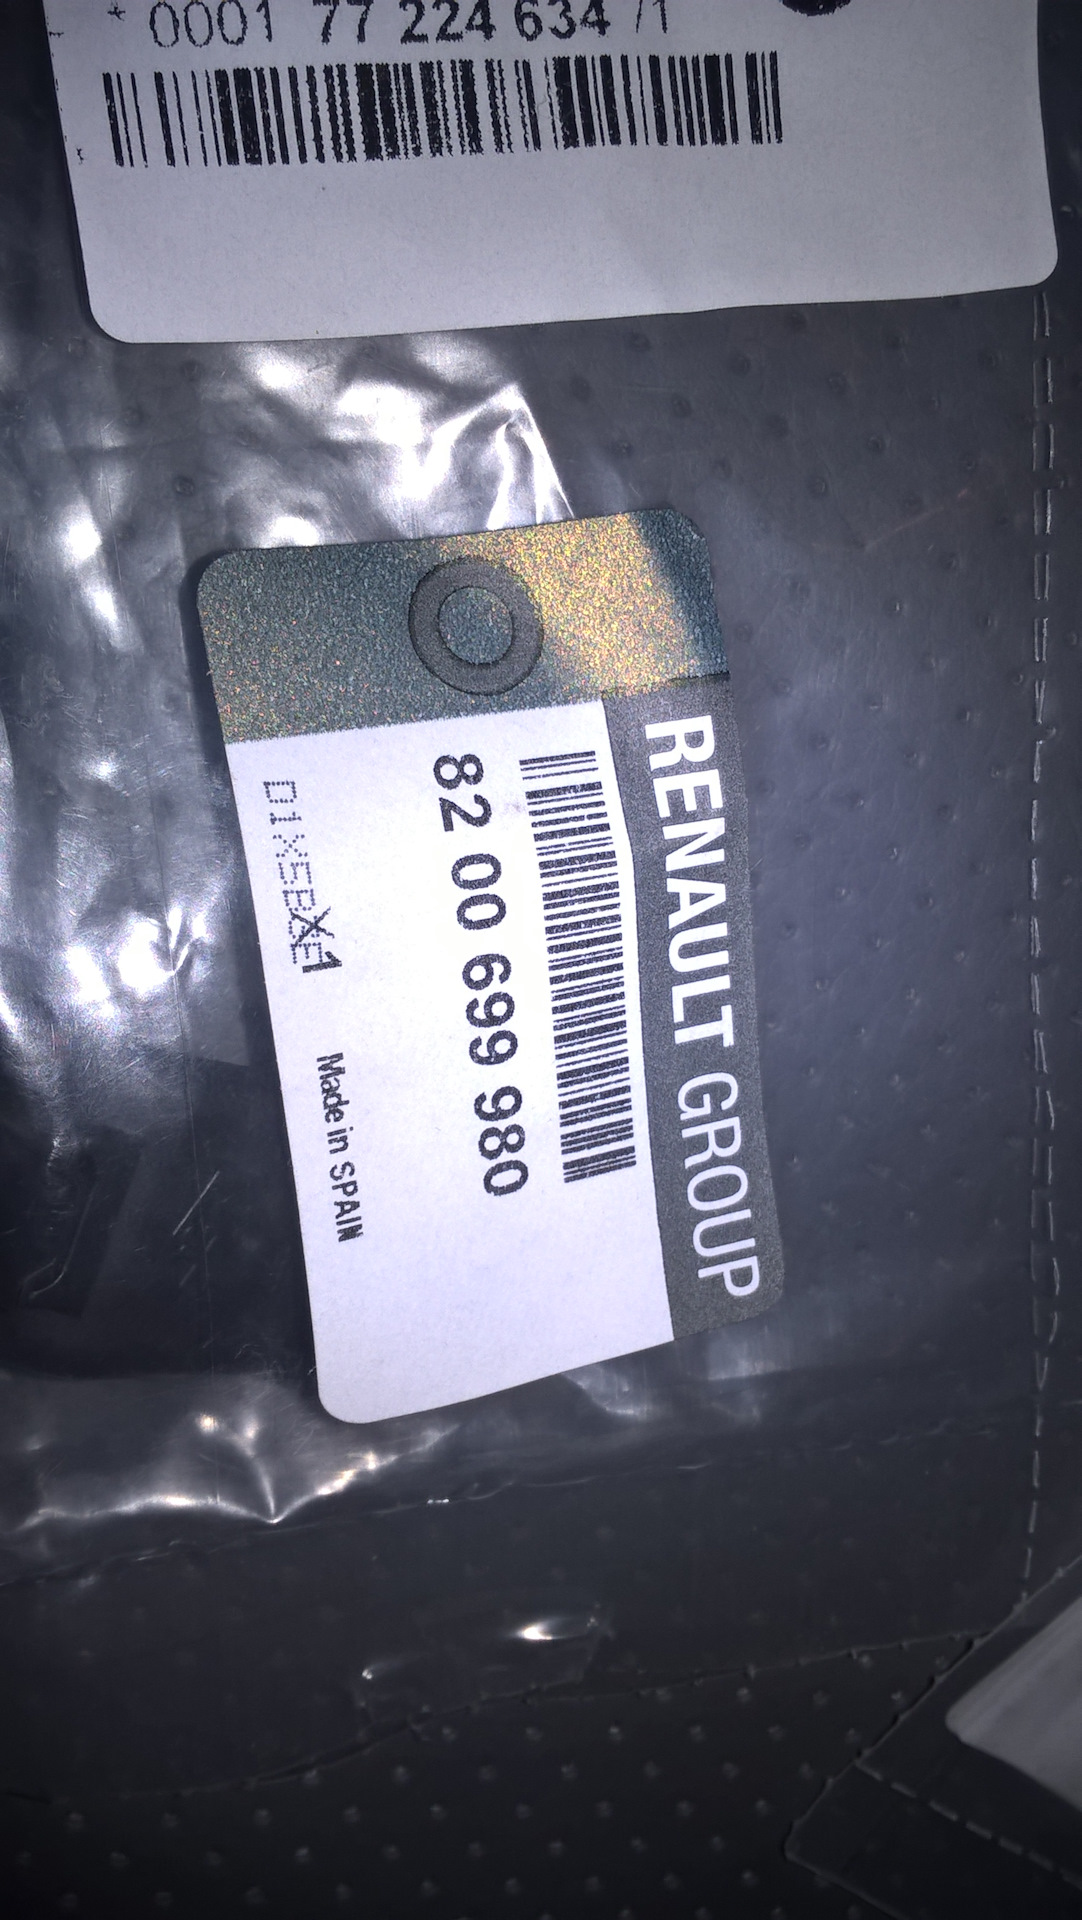 * 0001 77 224 634 /1
RENAULT GROUP
82 00 699 980
Made in SPAIN